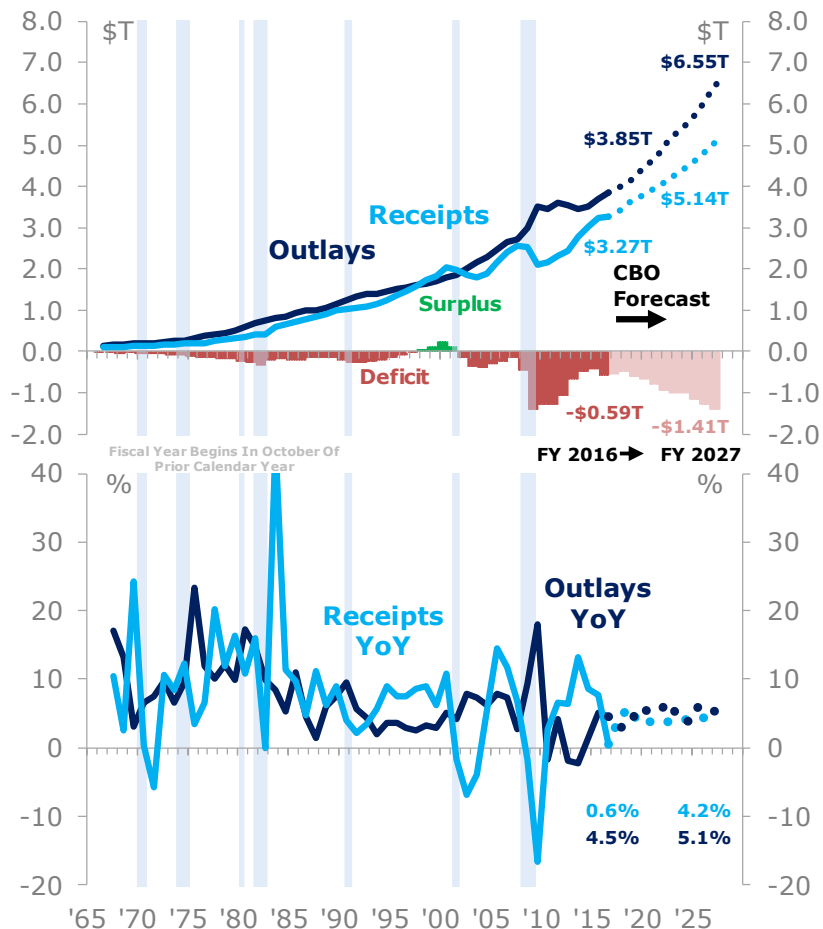 8.0 $T $T 8.0
7.0 $6.55T 7.0
6.0 6.0
5.0 $3.85T 5.0
4.0 $5.14T 4.0
Receipts
3.0 $3.27T 3.0
Outlays
2.0 CBO 2.0
Surplus Forecast
1.0 1.0
0.0 0.0
Deficit
-1.0 -1.0
-$0.59T -$1.41T
-2.0 -2.0
Fiscal Year Begins In October Of
Prior Calendar Year
FY 2016 FY 2027
40 % % 40
30 30
Outlays
YoY
20 20
Receipts
YoY
10 10
0 0
-10 0.6% 4.2% -10
4.5% 5.1%
-20 -20
'65 '70 '75 '80 '85 '90 '95 '00 '05 '10 '15 '20 '25